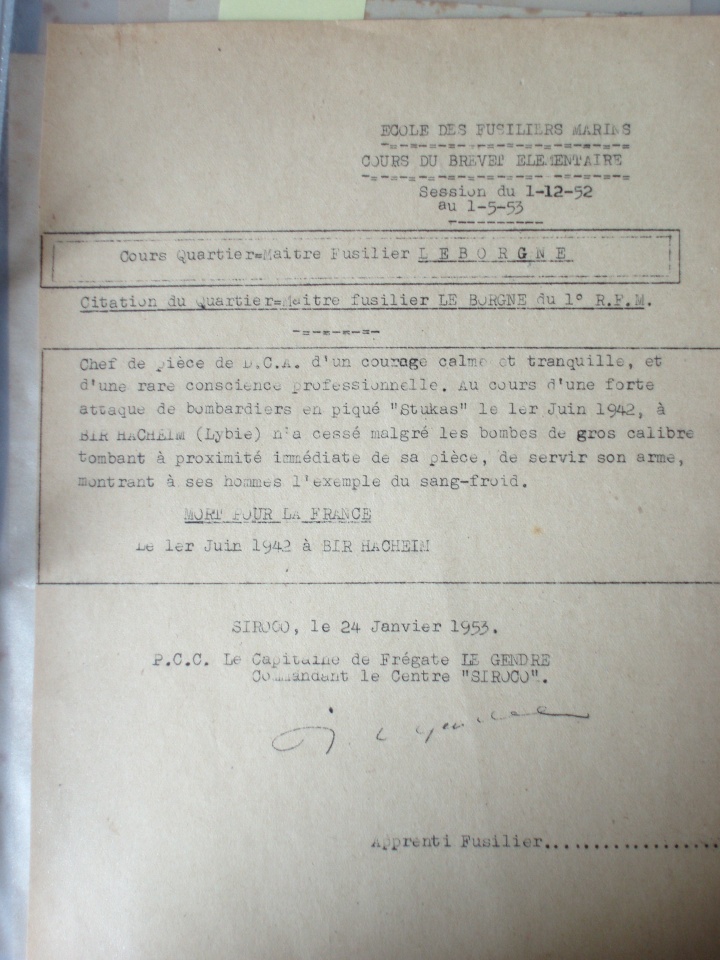 ECOLE DES FUSILIERS MARINS
-=-=-=-=-=-=-=-=-=-=-=-=-
COURS DU BREVET ELEMENTAIRE
-=-=-=-=-=-=-=-=-=-=-=-=-=-
Session du 1-12-52
au 1-5-53
----------
Cours Quartier=Maitre Fusilier L E B O R G N E
Citation du Quartier=Maitre fusilier LE BORGNE du 1° R.F.M.
-=-=-=-=-
Chef de pièce de D.C.A. d'un courage calme et tranquille, et
d'une rare conscience professionnelle. Au cours d'une forte
attaque de bombardiers en piqué "Stukas" le 1er Juin 1942, à
BIR HACHEIM (Lybie) n'a cessé malgré les bombes de gros calibre
tombant à proximité immédiate de sa pièce, de servir son arme,
montrant à ses hommes l'exemple du sang-froid.
MORT POUR LA FRANCE
Le 1er Juin 1942 à BIR HACHEIM
SIROCO, le 24 Janvier 1953.
P.C.C. Le Capitaine de Frégate LE GENDRE
Commandant le Centre "SIROCO".
Apprenti Fusilier..................